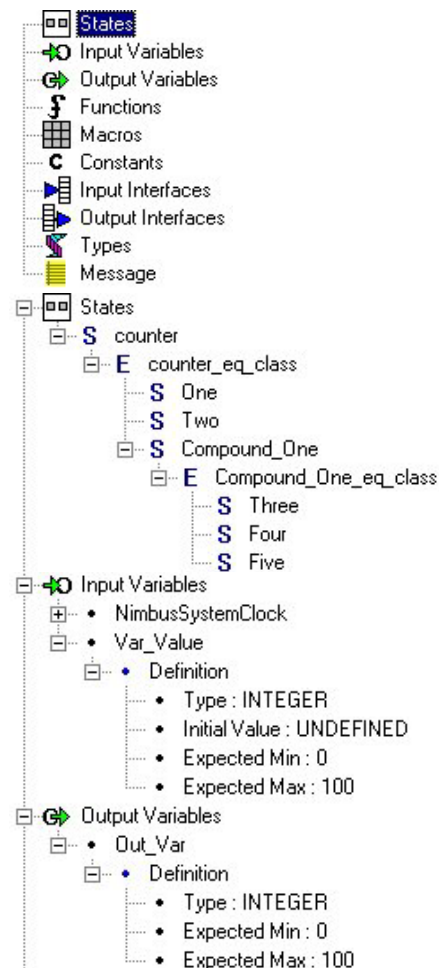 States
Input Variables
Output Variables
Functions
Macros
C Constants
Input Interfaces
Output Interfaces
Types
Message
States
S counter
E counter_eq_class
S One
S Two
S Compound_One
E Compound_One_eq_class
S Three
S Four
S Five
Input Variables
NimbusSystemClock
Var_Value
Definition
Type : INTEGER
Initial Value : UNDEFINED
Expected Min : 0
Expected Max : 100
Output Variables
Out_Var
Definition
Type : INTEGER
Expected Min : 0
Expected Max : 100